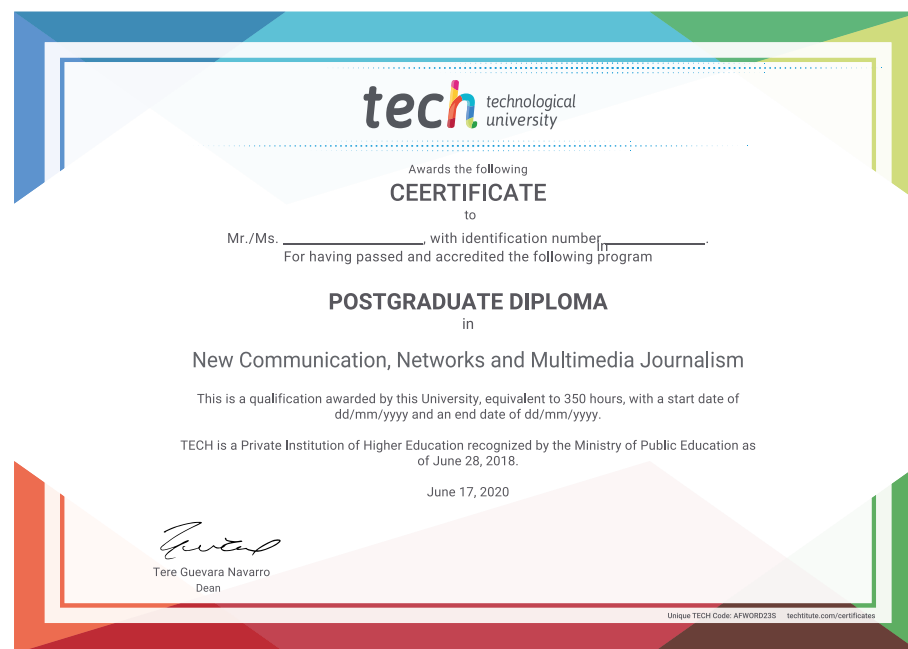 tech technological
university
Awards the following
CEERTIFICATE
to
Mr./Ms. ____________, with identification number_________.
in
For having passed and accredited the following program
POSTGRADUATE DIPLOMA
in
New Communication, Networks and Multimedia Journalism
This is a qualification awarded by this University, equivalent to 350 hours, with a start date of
dd/mm/yyyy and an end date of dd/mm/yyyy.
TECH is a Private Institution of Higher Education recognized by the Ministry of Public Education as
of June 28, 2018.
June 17, 2020
Tere Guevara Navarro
Dean
Unique TECH Code: AFWORD23S techtitute.com/certificates